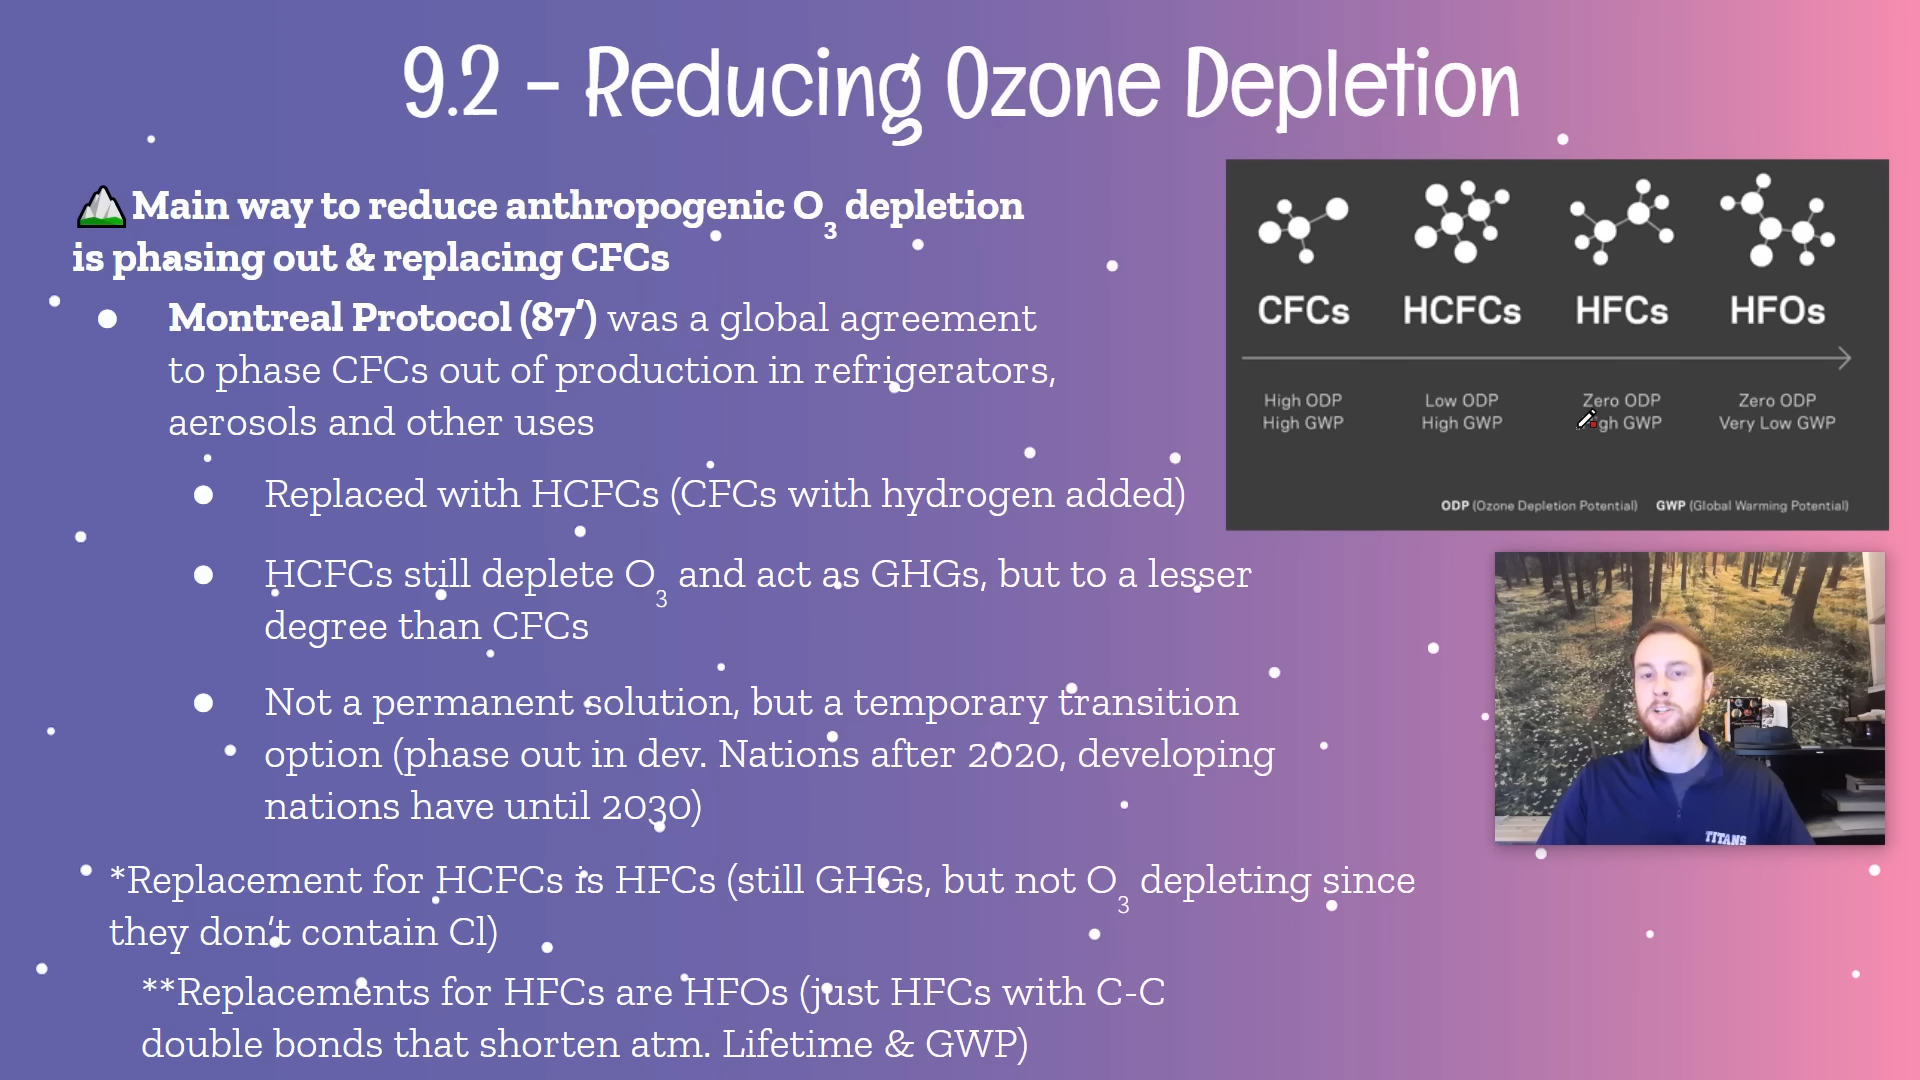 9.2 - Reducing Ozone Depletion
Main way to reduce anthropogenic O3 depletion
is phasing out & replacing CFCs
● Montreal Protocol (87’) was a global agreement
to phase CFCs out of production in refrigerators,
aerosols and other uses
● Replaced with HCFCs (CFCs with hydrogen added)
● HCFCs still deplete O3 and act as GHGs, but to a lesser
degree than CFCs
● Not a permanent solution, but a temporary transition
option (phase out in dev. Nations after 2020, developing
nations have until 2030)
*Replacement for HCFCs is HFCs (still GHGs, but not O3 depleting since
they don’t contain Cl)
**Replacements for HFCs are HFOs (just HFCs with C-C
double bonds that shorten atm. Lifetime & GWP)
CFCs HCFCs HFCs HFOs
High ODP Low ODP Zero ODP Zero ODP
High GWP High GWP High GWP Very Low GWP
ODP (Ozone Depletion Potential) GWP (Global Warming Potential)
TITANS